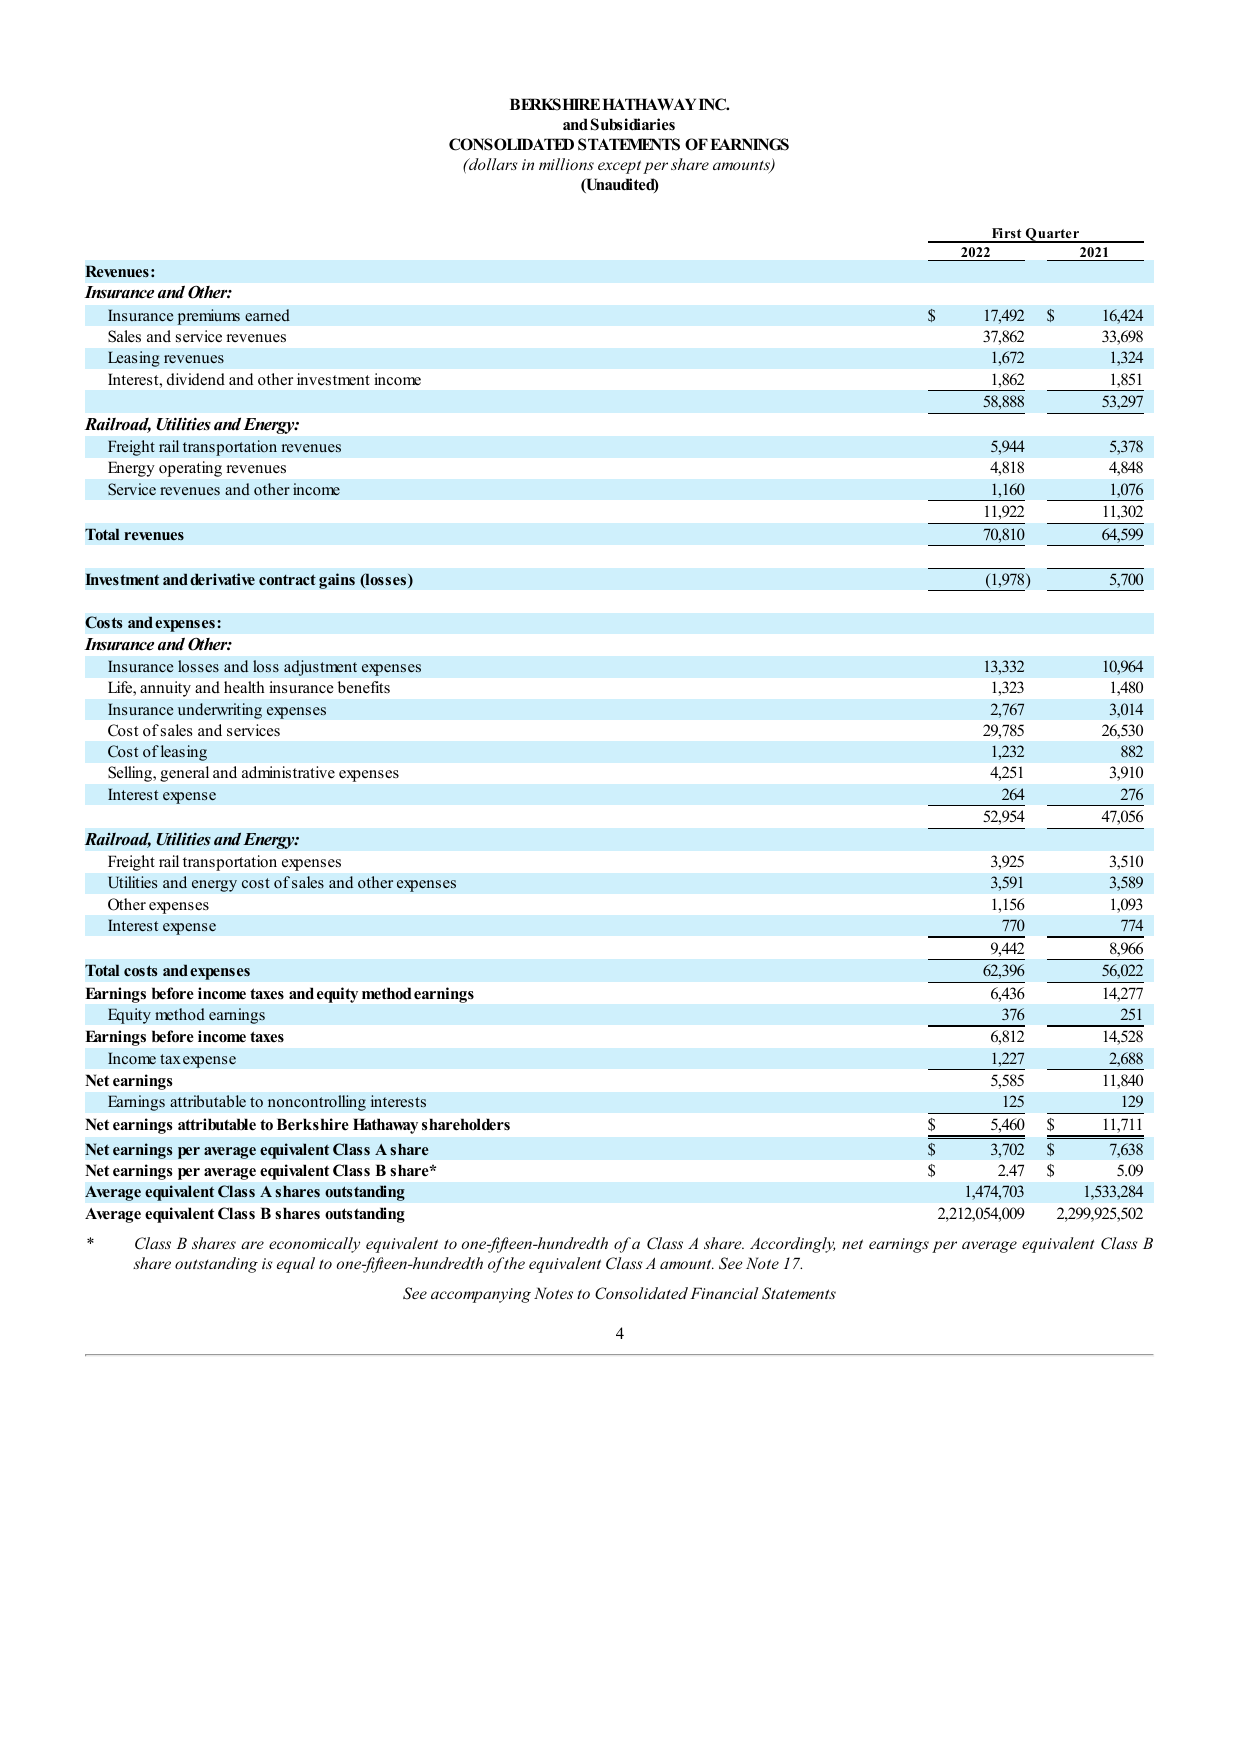 BERKSHIRE HATHAWAY INC.
and Subsidiaries
CONSOLIDATED STATEMENTS OF EARNINGS
(dollars in millions except per share amounts)
(Unaudited)
First Quarter
2022 2021
Revenues:
Insurance and Other:
Insurance premiums earned $ 17,492 $ 16,424
Sales and service revenues 37,862 33,698
Leasing revenues 1,672 1,324
Interest, dividend and other investment income 1,862 1,851
58,888 53,297
Railroad, Utilities and Energy:
Freight rail transportation revenues 5,944 5,378
Energy operating revenues 4,818 4,848
Service revenues and other income 1,160 1,076
11,922 11,302
Total revenues 70,810 64,599
Investment and derivative contract gains (losses) (1,978) 5,700
Costs and expenses:
Insurance and Other:
Insurance losses and loss adjustment expenses 13,332 10,964
Life, annuity and health insurance benefits 1,323 1,480
Insurance underwriting expenses 2,767 3,014
Cost of sales and services 29,785 26,530
Cost of leasing 1,232 882
Selling, general and administrative expenses 4,251 3,910
Interest expense 264 276
52,954 47,056
Railroad, Utilities and Energy:
Freight rail transportation expenses 3,925 3,510
Utilities and energy cost of sales and other expenses 3,591 3,589
Other expenses 1,156 1,093
Interest expense 770 774
9,442 8,966
Total costs and expenses 62,396 56,022
Earnings before income taxes and equity method earnings 6,436 14,277
Equity method earnings 376 251
Earnings before income taxes 6,812 14,528
Income tax expense 1,227 2,688
Net earnings 5,585 11,840
Earnings attributable to noncontrolling interests 125 129
Net earnings attributable to Berkshire Hathaway shareholders $ 5,460 $ 11,711
Net earnings per average equivalent Class A share $ 3,702 $ 7,638
Net earnings per average equivalent Class B share* $ 2.47 $ 5.09
Average equivalent Class A shares outstanding 1,474,703 1,533,284
Average equivalent Class B shares outstanding 2,212,054,009 2,299,925,502
* Class B shares are economically equivalent to one-fifteen-hundredth of a Class A share. Accordingly, net earnings per average equivalent Class B
share outstanding is equal to one-fifteen-hundredth of the equivalent Class A amount. See Note 17.
See accompanying Notes to Consolidated Financial Statements
4